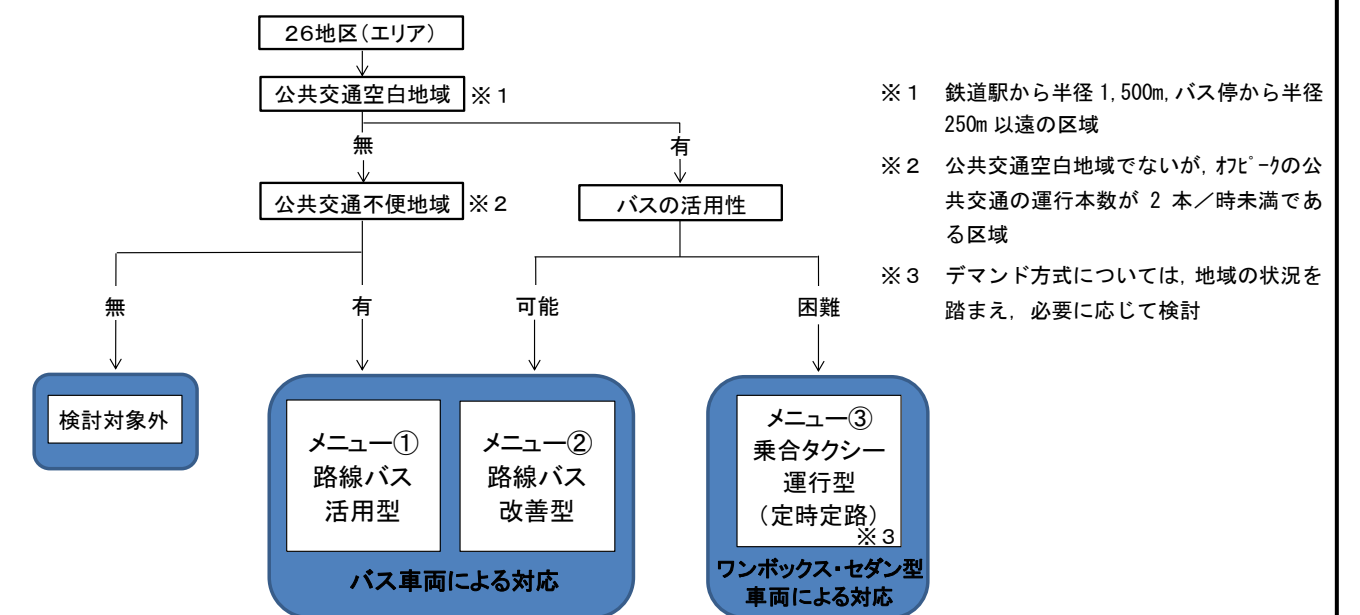 26地区(エリア)
公共交通空白地域 ※1
無
有
公共交通不便地域 ※2
バスの活用性
無
有
可能
困難
検討対象外
メニュー①
路線バス
活用型
メニュー②
路線バス
改善型
バス車両による対応
メニュー③
乗合タクシー
運行型
(定時定路)
※3
ワンボックス・セダン型
車両による対応
※1 鉄道駅から半径1,500m,バス停から半径
250m以遠の区域
※2 公共交通空白地域でないが,ｵﾌﾋﾟｰｸの公
共交通の運行本数が 2 本/時未満であ
る区域
※3 デマンド方式については,地域の状況を
踏まえ,必要に応じて検討